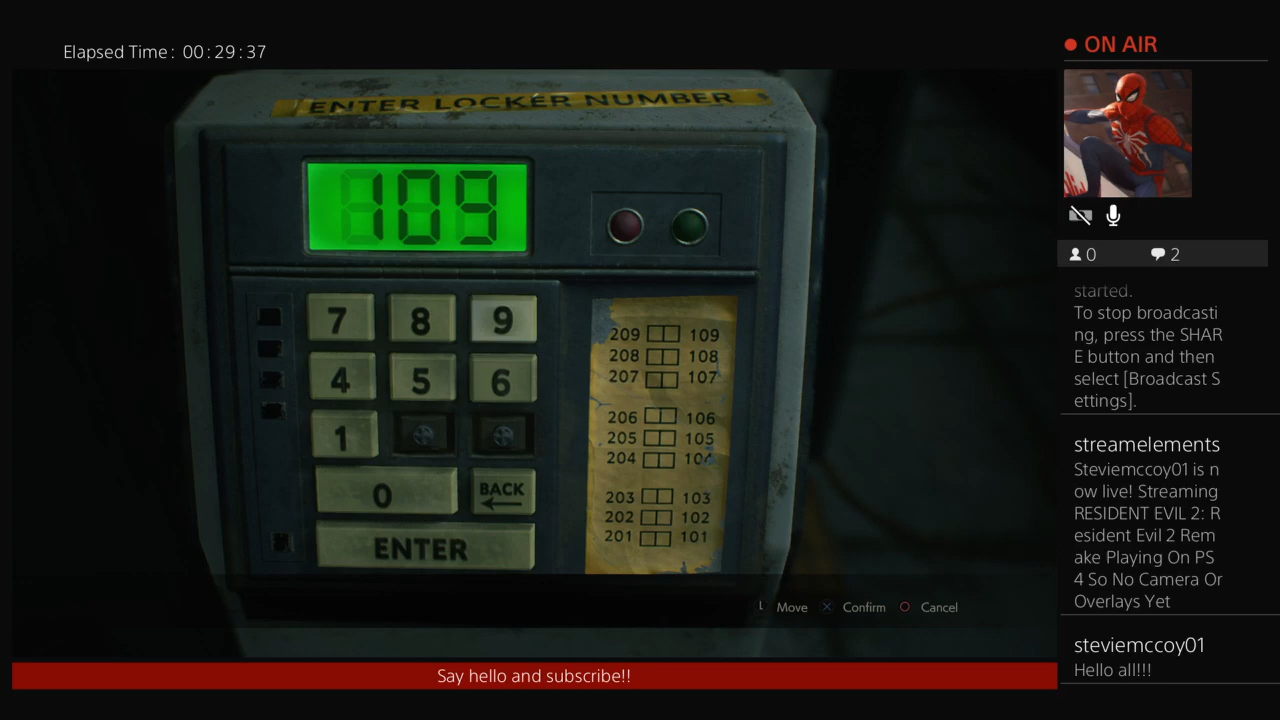 Elapsed Time: 00:29:37
ENTER LOCKER NUMBER
109
7 8 9
4 5 6
1
0 BACK
ENTER
209 109
208 108
207 107
206 106
205 105
204 104
203 103
202 102
201 101
Move Confirm Cancel
Say hello and subscribe!!
ON AIR
0 2
started.
To stop broadcasti
ng, press the SHAR
E button and then
select [Broadcast S
ettings].
streamelements
Steviemccoy01 is n
ow live! Streaming
RESIDENT EVIL 2: R
esident Evil 2 Rem
ake Playing On PS
4 So No Camera Or
Overlays Yet
steviemccoy01
Hello all!!!